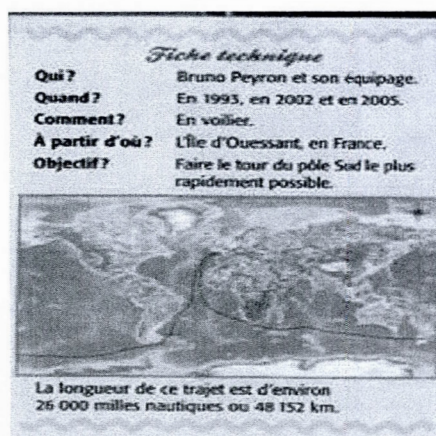 Fiche technique
Qui? Bruno Peyron et son équipage.
Quand? En 1993, en 2002 et en 2005.
Comment? En voilier.
À partir d'où? L'Île d'Ouessant, en France.
Objectif? Faire le tour du pôle Sud le plus
rapidement possible.
La longueur de ce trajet est d'environ
26 000 milles nautiques ou 48 152 km.